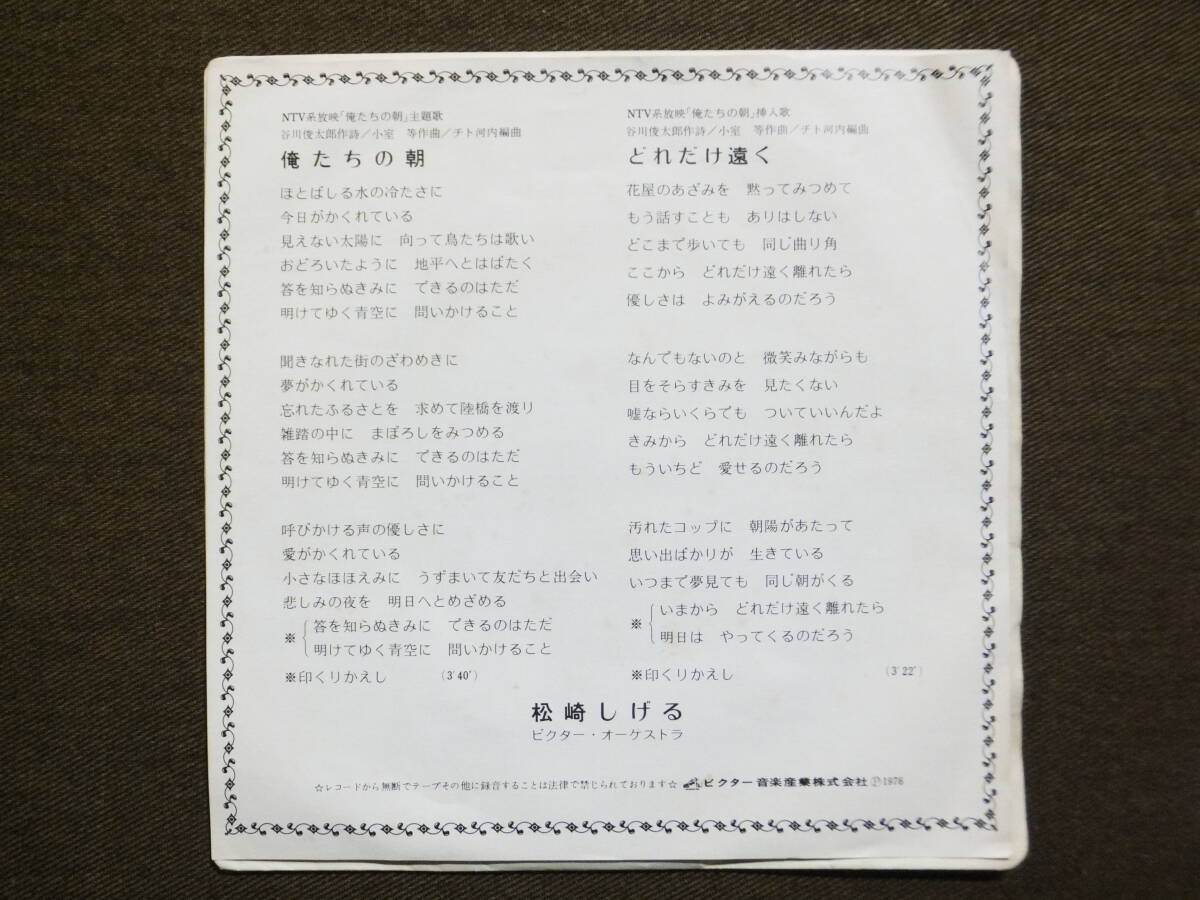 NTV系放映「俺たちの朝」主題歌
谷川俊太郎作詩／小室　等作曲／チト河内編曲
俺たちの朝
ほとばしる水の冷たさに
今日がかくれている
見えない太陽に　向って鳥たちは歌い
おどろいたように　地平へとはばたく
答を知らぬきみに　できるのはただ
明けてゆく青空に　問いかけること
聞きなれた街のざわめきに
夢がかくれている
忘れたふるさとを　求めて陸橋を渡り
雑踏の中に　まぼろしをみつめる
答を知らぬきみに　できるのはただ
明けてゆく青空に　問いかけること
呼びかける声の優しさに
愛がかくれている
小さなほほえみに　うずまいて友だちと出会い
悲しみの夜を　明日へとめざめる
※ 答を知らぬきみに　できるのはただ
明けてゆく青空に　問いかけること
※印くりかえし　（3′40″）
NTV系放映「俺たちの朝」挿入歌
谷川俊太郎作詩／小室　等作曲／チト河内編曲
どれだけ遠く
花屋のあざみを　黙ってみつめて
もう話すことも　ありはしない
どこまで歩いても　同じ曲り角
ここから　どれだけ遠く離れたら
優しさは　よみがえるのだろう
なんでもないのと　微笑みながらも
目をそらすきみを　見たくない
嘘ならいくらでも　ついていいんだよ
きみから　どれだけ遠く離れたら
もういちど　愛せるのだろう
汚れたコップに　朝陽があたって
思い出ばかりが　生きている
いつまで夢見ても　同じ朝がくる
※ いまから　どれだけ遠く離れたら
明日は　やってくるのだろう
※印くりかえし　（3′22″）
松崎しげる
ビクター・オーケストラ
☆レコードから無断でテープその他に録音することは法律で禁じられております☆ ビクター音楽産業株式会社 Ⓟ1976